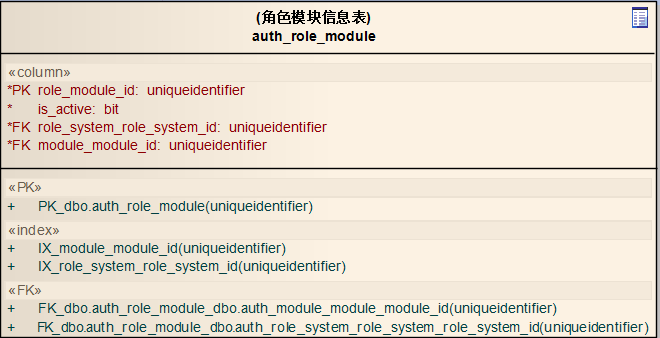 (角色模块信息表)
auth_role_module
«column»
*PK role_module_id: uniqueidentifier
* is_active: bit
*FK role_system_role_system_id: uniqueidentifier
*FK module_module_id: uniqueidentifier
«PK»
+ PK_dbo.auth_role_module(uniqueidentifier)
«index»
+ IX_module_module_id(uniqueidentifier)
+ IX_role_system_role_system_id(uniqueidentifier)
«FK»
+ FK_dbo.auth_role_module_dbo.auth_module_module_module_id(uniqueidentifier)
+ FK_dbo.auth_role_module_dbo.auth_role_system_role_system_role_system_id(uniqueidentifier)